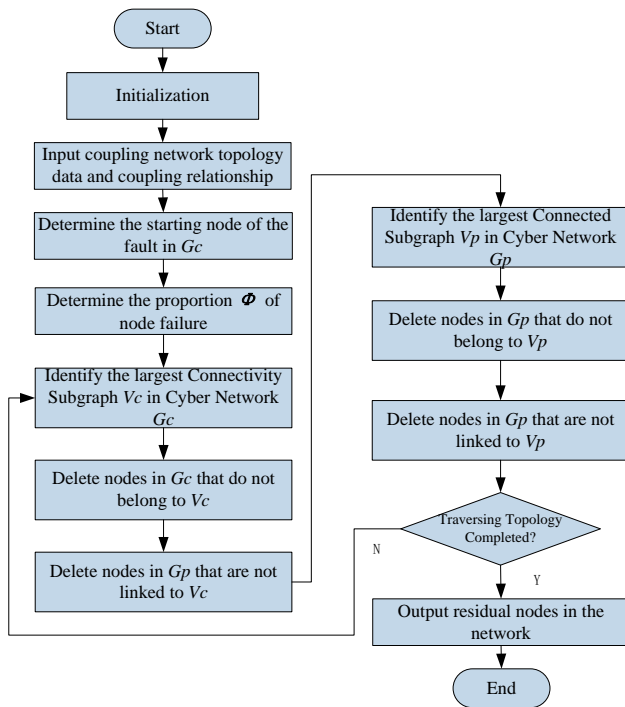 Start
Initialization
Input coupling network topology
data and coupling relationship
Determine the starting node of the
fault in Gc
Determine the proportion Φ of
node failure
Identify the largest Connectivity
Subgraph Vc in Cyber Network
Gc
Delete nodes in Gc that do not
belong to Vc
Delete nodes in Gp that are not
linked to Vc
Identify the largest Connected
Subgraph Vp in Cyber Network
Gp
Delete nodes in Gp that do not
belong to Vp
Delete nodes in Gp that are not
linked to Vp
Traversing Topology
Completed?
N
Y
Output residual nodes in the
network
End